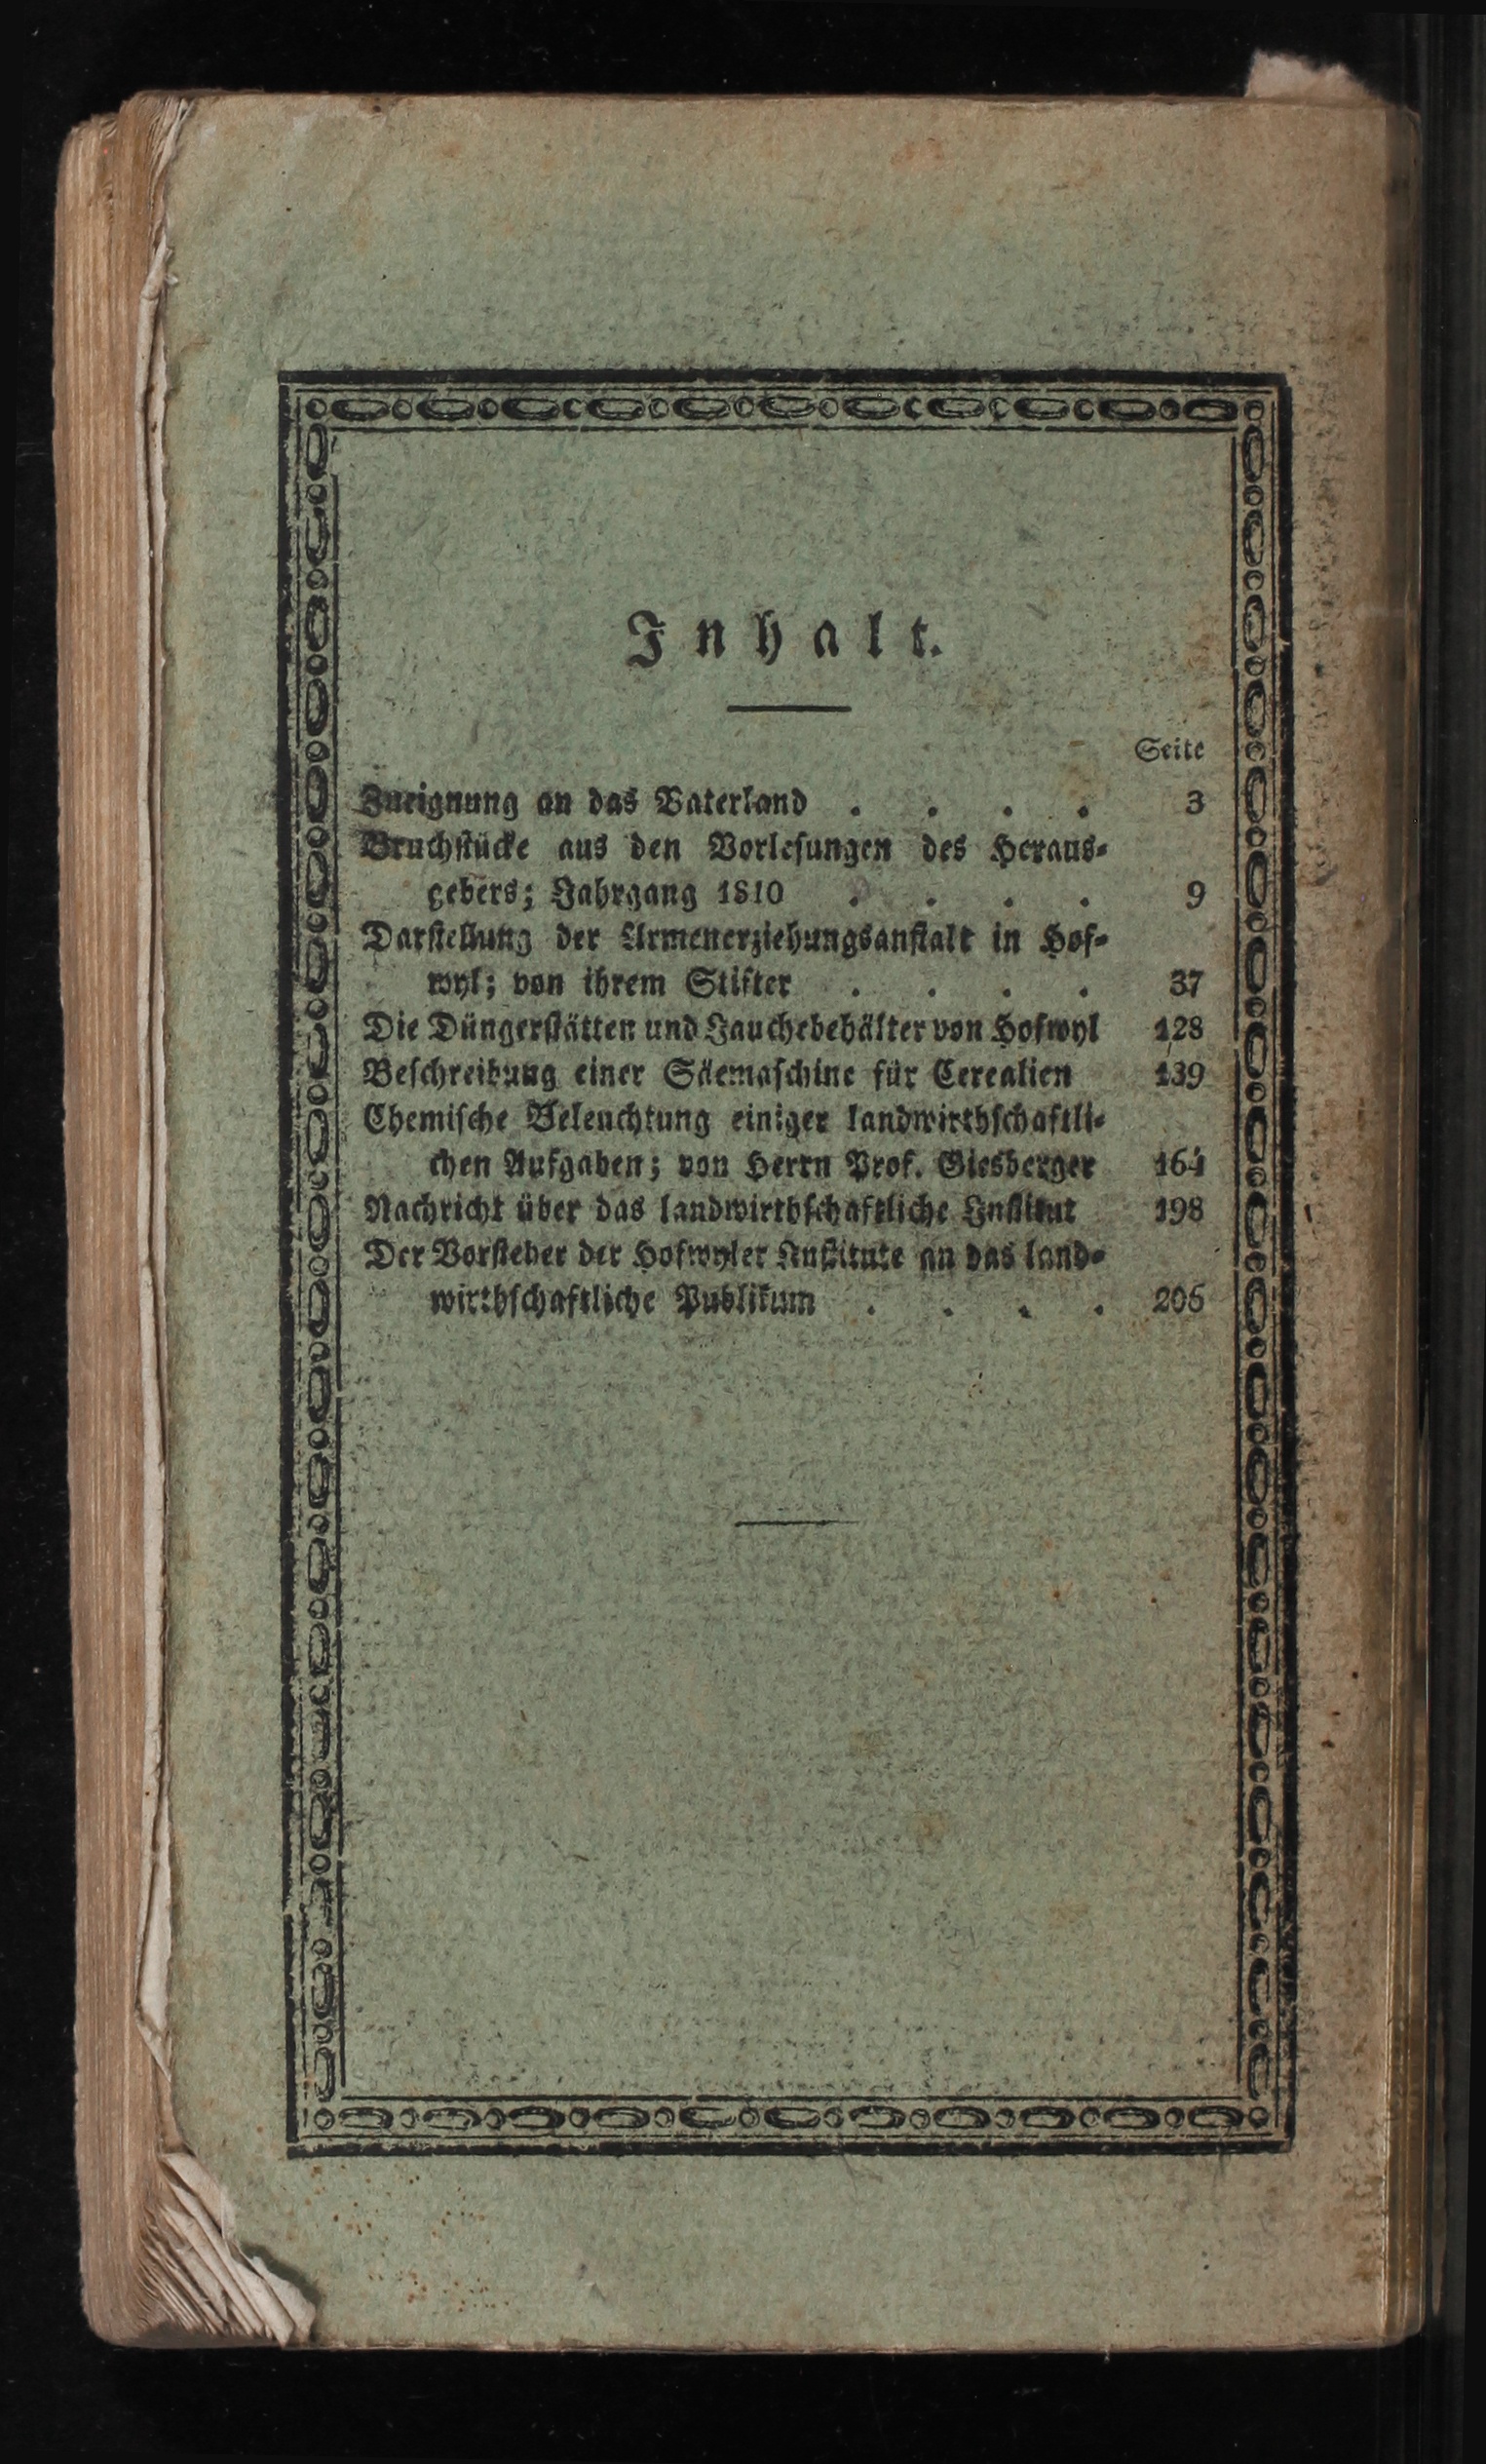 Inhalt.
Seite
Zueignung an das Vaterland . . . . 3
Bruchstücke aus den Vorlesungen des Heraus-
gebers; Jahrgang 1810 . . . . 9
Darstellung der Armenerziehungsanstalt in Hof-
wyl; von ihrem Stifter . . . . 37
Die Düngerstätten und Jauchebehälter von Hofwyl 128
Beschreibung einer Säemaschine für Cerealien 139
Chemische Beleuchtung einiger landwirthschaftli-
chen Aufgaben; von Herrn Prof. Giesberger 164
Nachricht über das landwirthschaftliche Institut 198
Der Vorsteher der Hofwyler Institute an das land-
wirthschaftliche Publikum . . . . 206